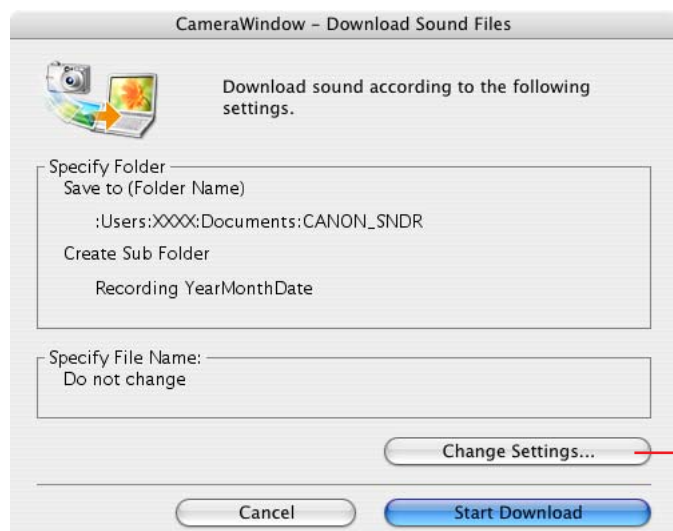 CameraWindow – Download Sound Files
Download sound according to the following
settings.
Specify Folder
Save to (Folder Name)
:Users:XXXX:Documents:CANON_SNDR
Create Sub Folder
Recording YearMonthDate
Specify File Name:
Do not change
Change Settings...
Cancel
Start Download